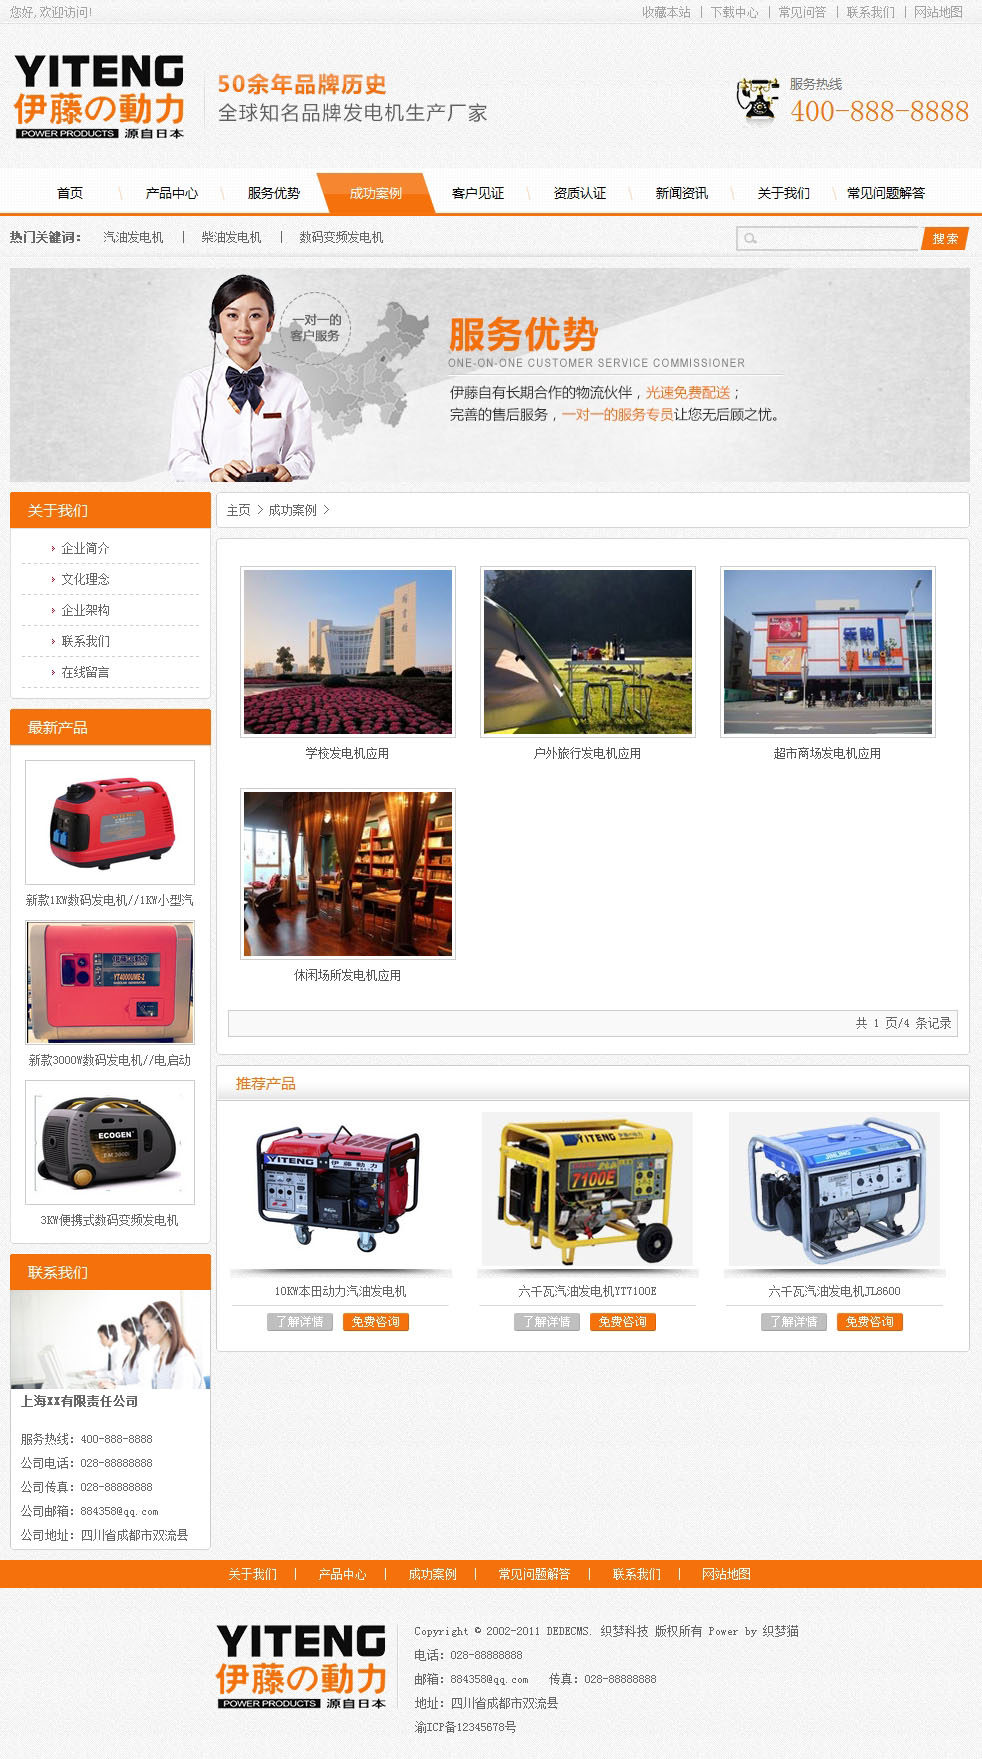 您好,欢迎访问!
收藏本站 | 下载中心 | 常见问答 | 联系我们 | 网站地图
YITENG
伊藤の動力
POWER PRODUCTS 源自日本
50余年品牌历史
全球知名品牌发电机生产厂家
服务热线
400-888-8888
首页 产品中心 服务优势 成功案例 客户见证 资质认证 新闻资讯 关于我们 常见问题解答
热门关键词: 汽油发电机 | 柴油发电机 | 数码变频发电机
搜索
一对一的
客户服务
服务优势
ONE-ON-ONE CUSTOMER SERVICE COMMISSIONER
伊藤自有长期合作的物流伙伴，光速免费配送；
完善的售后服务，一对一的服务专员让您无后顾之忧。
关于我们
企业简介
文化理念
企业架构
联系我们
在线留言
最新产品
新款1KW数码发电机//1KW小型汽
伊藤の動力
YT4000UME-2
新款3000W数码发电机//电启动
ECOGEN
3KW便携式数码变频发电机
联系我们
上海xx有限责任公司
服务热线: 400-888-8888
公司电话: 028-88888888
公司传真: 028-88888888
公司邮箱: 884358@qq.com
公司地址: 四川省成都市双流县
主页 > 成功案例 >
学校发电机应用
户外旅行发电机应用
超市商场发电机应用
休闲场所发电机应用
共 1 页/4 条记录
推荐产品
YITENG 伊藤動力
10KW本田动力汽油发电机
了解详情 免费咨询
YITENG
7100E
六千瓦汽油发电机YT7100E
了解详情 免费咨询
JINLING
六千瓦汽油发电机JL8600
了解详情 免费咨询
关于我们 | 产品中心 | 成功案例 | 常见问题解答 | 联系我们 | 网站地图
YITENG
伊藤の動力
POWER PRODUCTS 源自日本
Copyright © 2002-2011 DEDECMS. 织梦科技 版权所有 Power by 织梦猫
电话: 028-88888888
邮箱: 884358@qq.com 传真: 028-88888888
地址: 四川省成都市双流县
渝ICP备12345678号